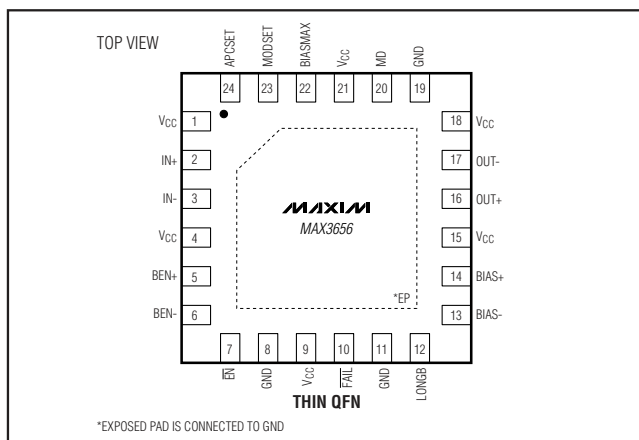 TOP VIEW
APCSET
MODSET
BIASMAX
VCC
MD
GND
24 23 22 21 20 19
VCC 1 18 VCC
IN+ 2 17 OUT-
IN- 3 16 OUT+
VCC 4 15 VCC
BEN+ 5 14 BIAS+
BEN- 6 13 BIAS-
MAXIM
MAX3656
*EP
7 8 9 10 11 12
EN
GND
VCC
FAIL
GND
LONGB
THIN QFN
*EXPOSED PAD IS CONNECTED TO GND